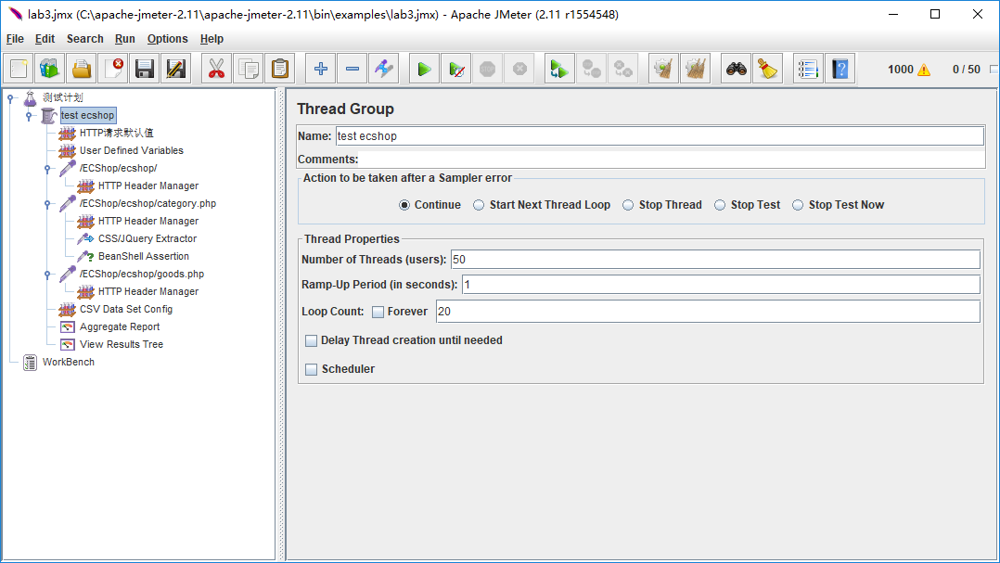 lab3.jmx (C:\apache-jmeter-2.11\apache-jmeter-2.11\bin\examples\lab3.jmx) - Apache JMeter (2.11 r1554548)
File Edit Search Run Options Help
1000 0 / 50
测试计划
test ecshop
HTTP请求默认值
User Defined Variables
/ECShop/ecshop/
HTTP Header Manager
/ECShop/ecshop/category.php
HTTP Header Manager
CSS/JQuery Extractor
BeanShell Assertion
/ECShop/ecshop/goods.php
HTTP Header Manager
CSV Data Set Config
Aggregate Report
View Results Tree
WorkBench
Thread Group
Name: test ecshop
Comments:
Action to be taken after a Sampler error
Continue Start Next Thread Loop Stop Thread Stop Test Stop Test Now
Thread Properties
Number of Threads (users): 50
Ramp-Up Period (in seconds): 1
Loop Count: Forever 20
Delay Thread creation until needed
Scheduler